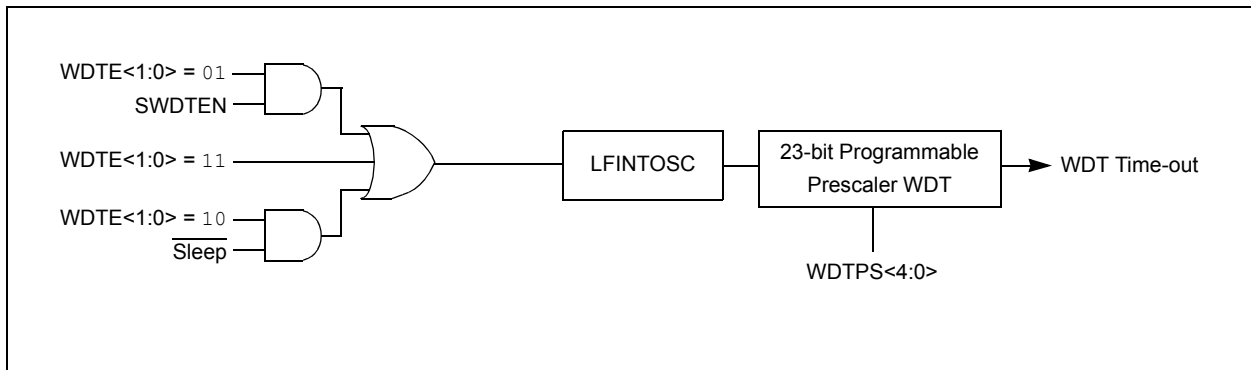 WDTE<1:0> = 01
SWDTEN
WDTE<1:0> = 11
WDTE<1:0> = 10
Sleep
LFINTOSC
23-bit Programmable
Prescaler WDT
WDT Time-out
WDTPS<4:0>